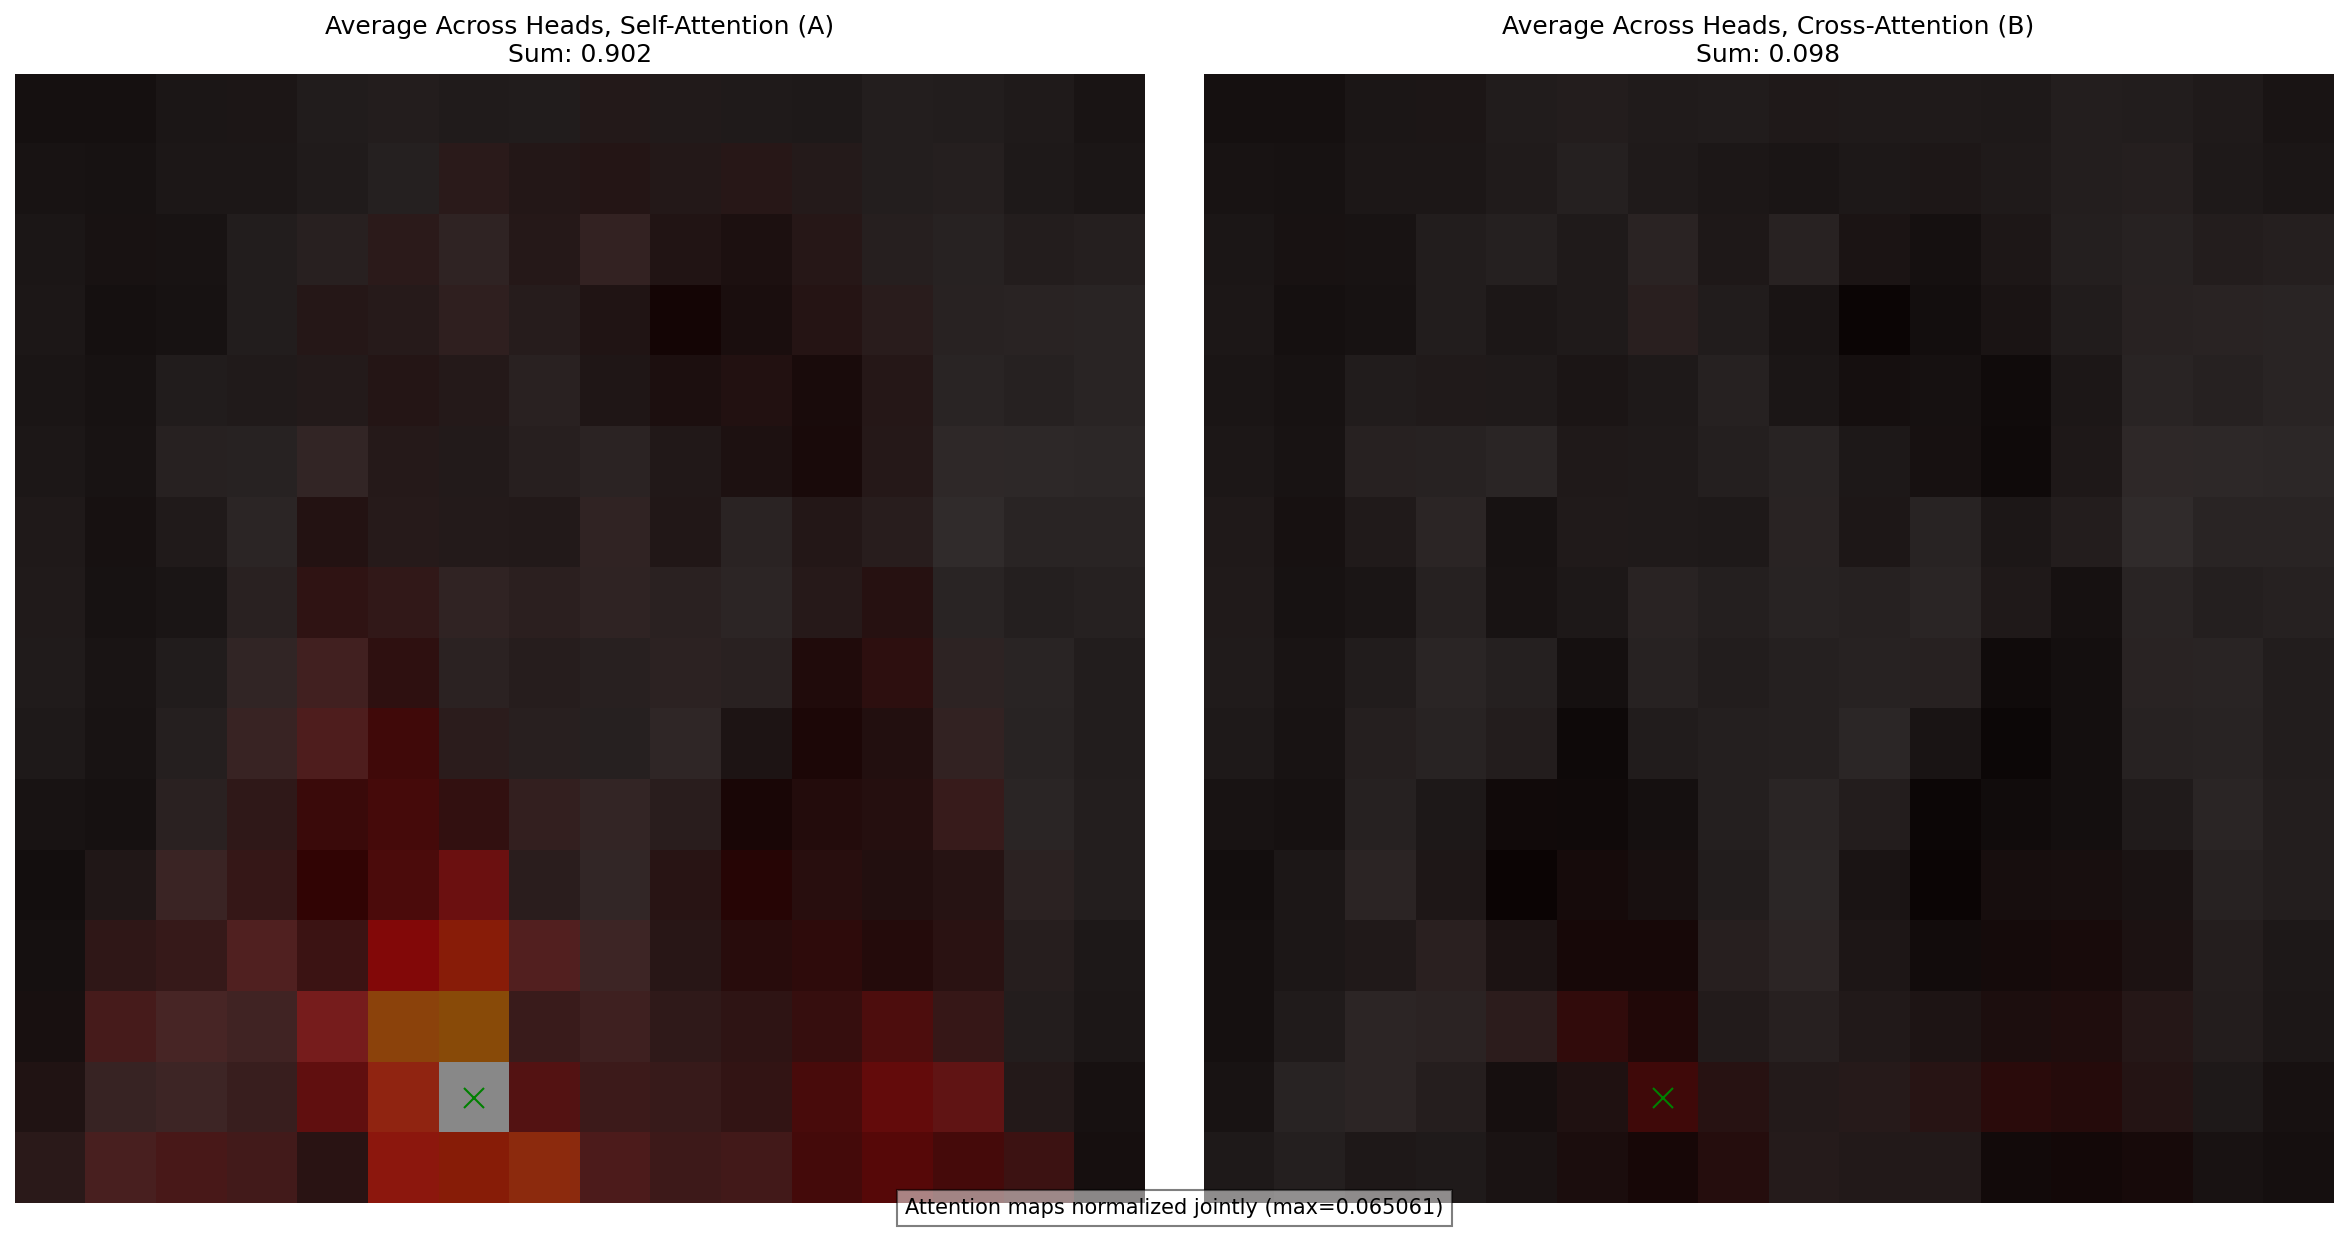 Average Across Heads, Self-Attention (A)
Sum: 0.902
Average Across Heads, Cross-Attention (B)
Sum: 0.098
Attention maps normalized jointly (max=0.065061)